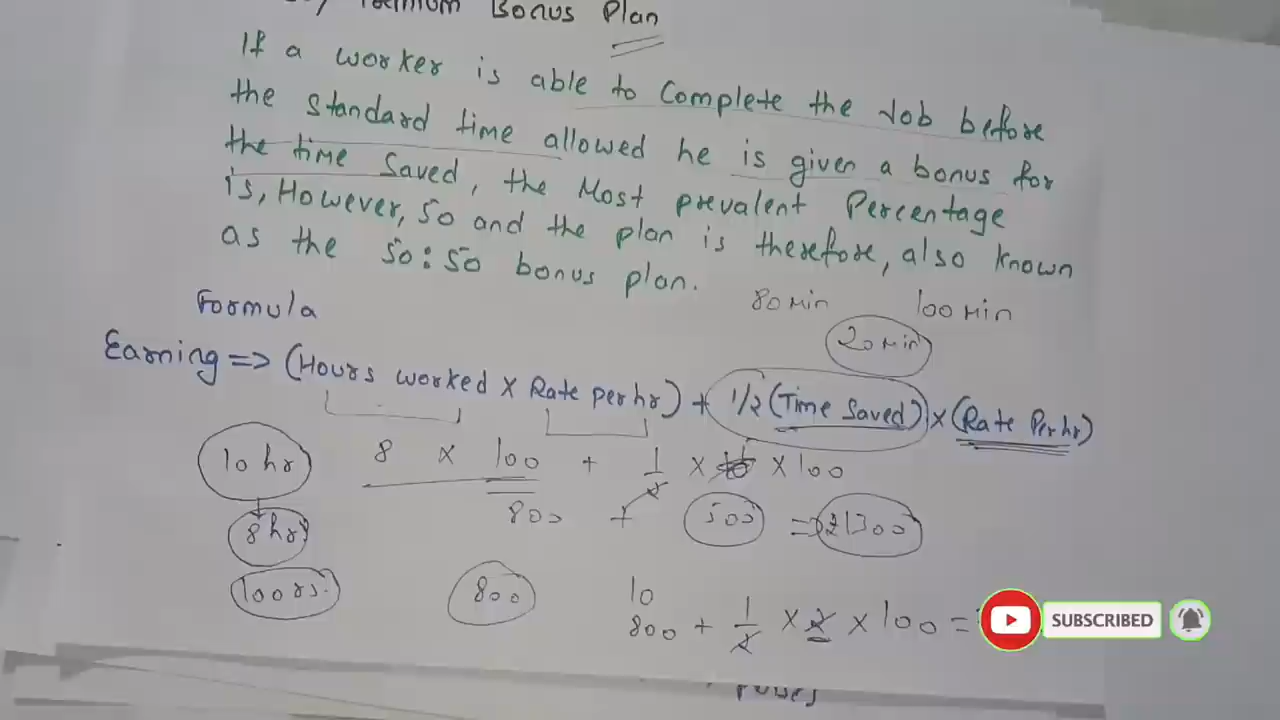 Bonus Plan
If a worker is able to Complete the Job before
the standard time allowed he is given a bonus for
the time Saved, the Most prevalent Percentage
is, However, 50 and the plan is therefore, also known
as the 50:50 bonus plan.
80 Min 100 Min
20 Min
Formula
Earning => (Hours worked X Rate per hr) + 1/2 (Time Saved) X (Rate Per hr)
10 hr 8 X 100 + 1/2 X 10 X 100
8 hr 800 + 500 => 1300
100 rs. 800 10
800 + 1/2 X 2 X 100 =
SUBSCRIBED